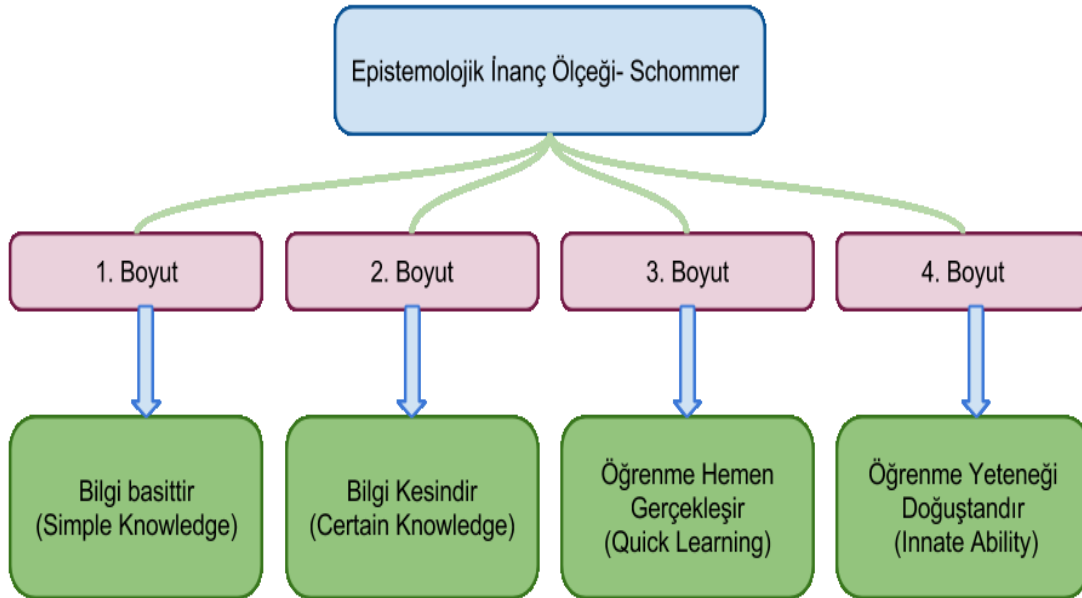 Epistemolojik İnanç Ölçeği- Schommer
1. Boyut
2. Boyut
3. Boyut
4. Boyut
Bilgi basittir
(Simple Knowledge)
Bilgi Kesindir
(Certain Knowledge)
Öğrenme Hemen
Gerçekleşir
(Quick Learning)
Öğrenme Yeteneği
Doğuştandır
(Innate Ability)